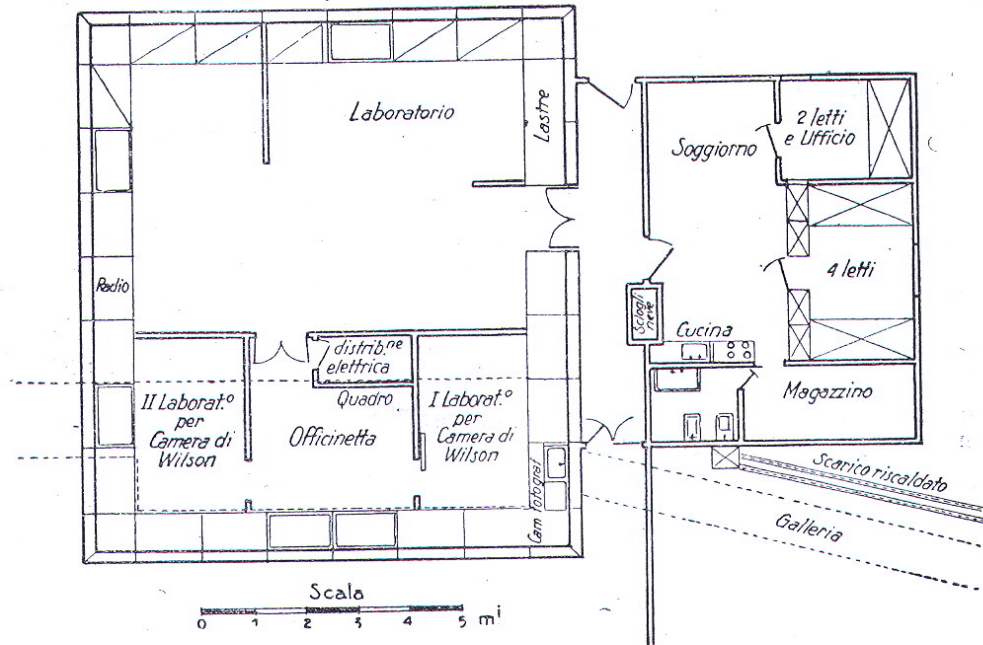 Laboratorio
Lastre
Soggiorno
2 letti
e Ufficio
4 letti
Radio
Sciogli
neve
Cucina
distrib.ne
elettrica
Quadro
Magazzino
II Laborat.o
per
Camera di
Wilson
Officinetta
I Laborat.o
per
Camera di
Wilson
Cam fotograf
Scarico riscaldato
Galleria
Scala
0 1 2 3 4 5 mi